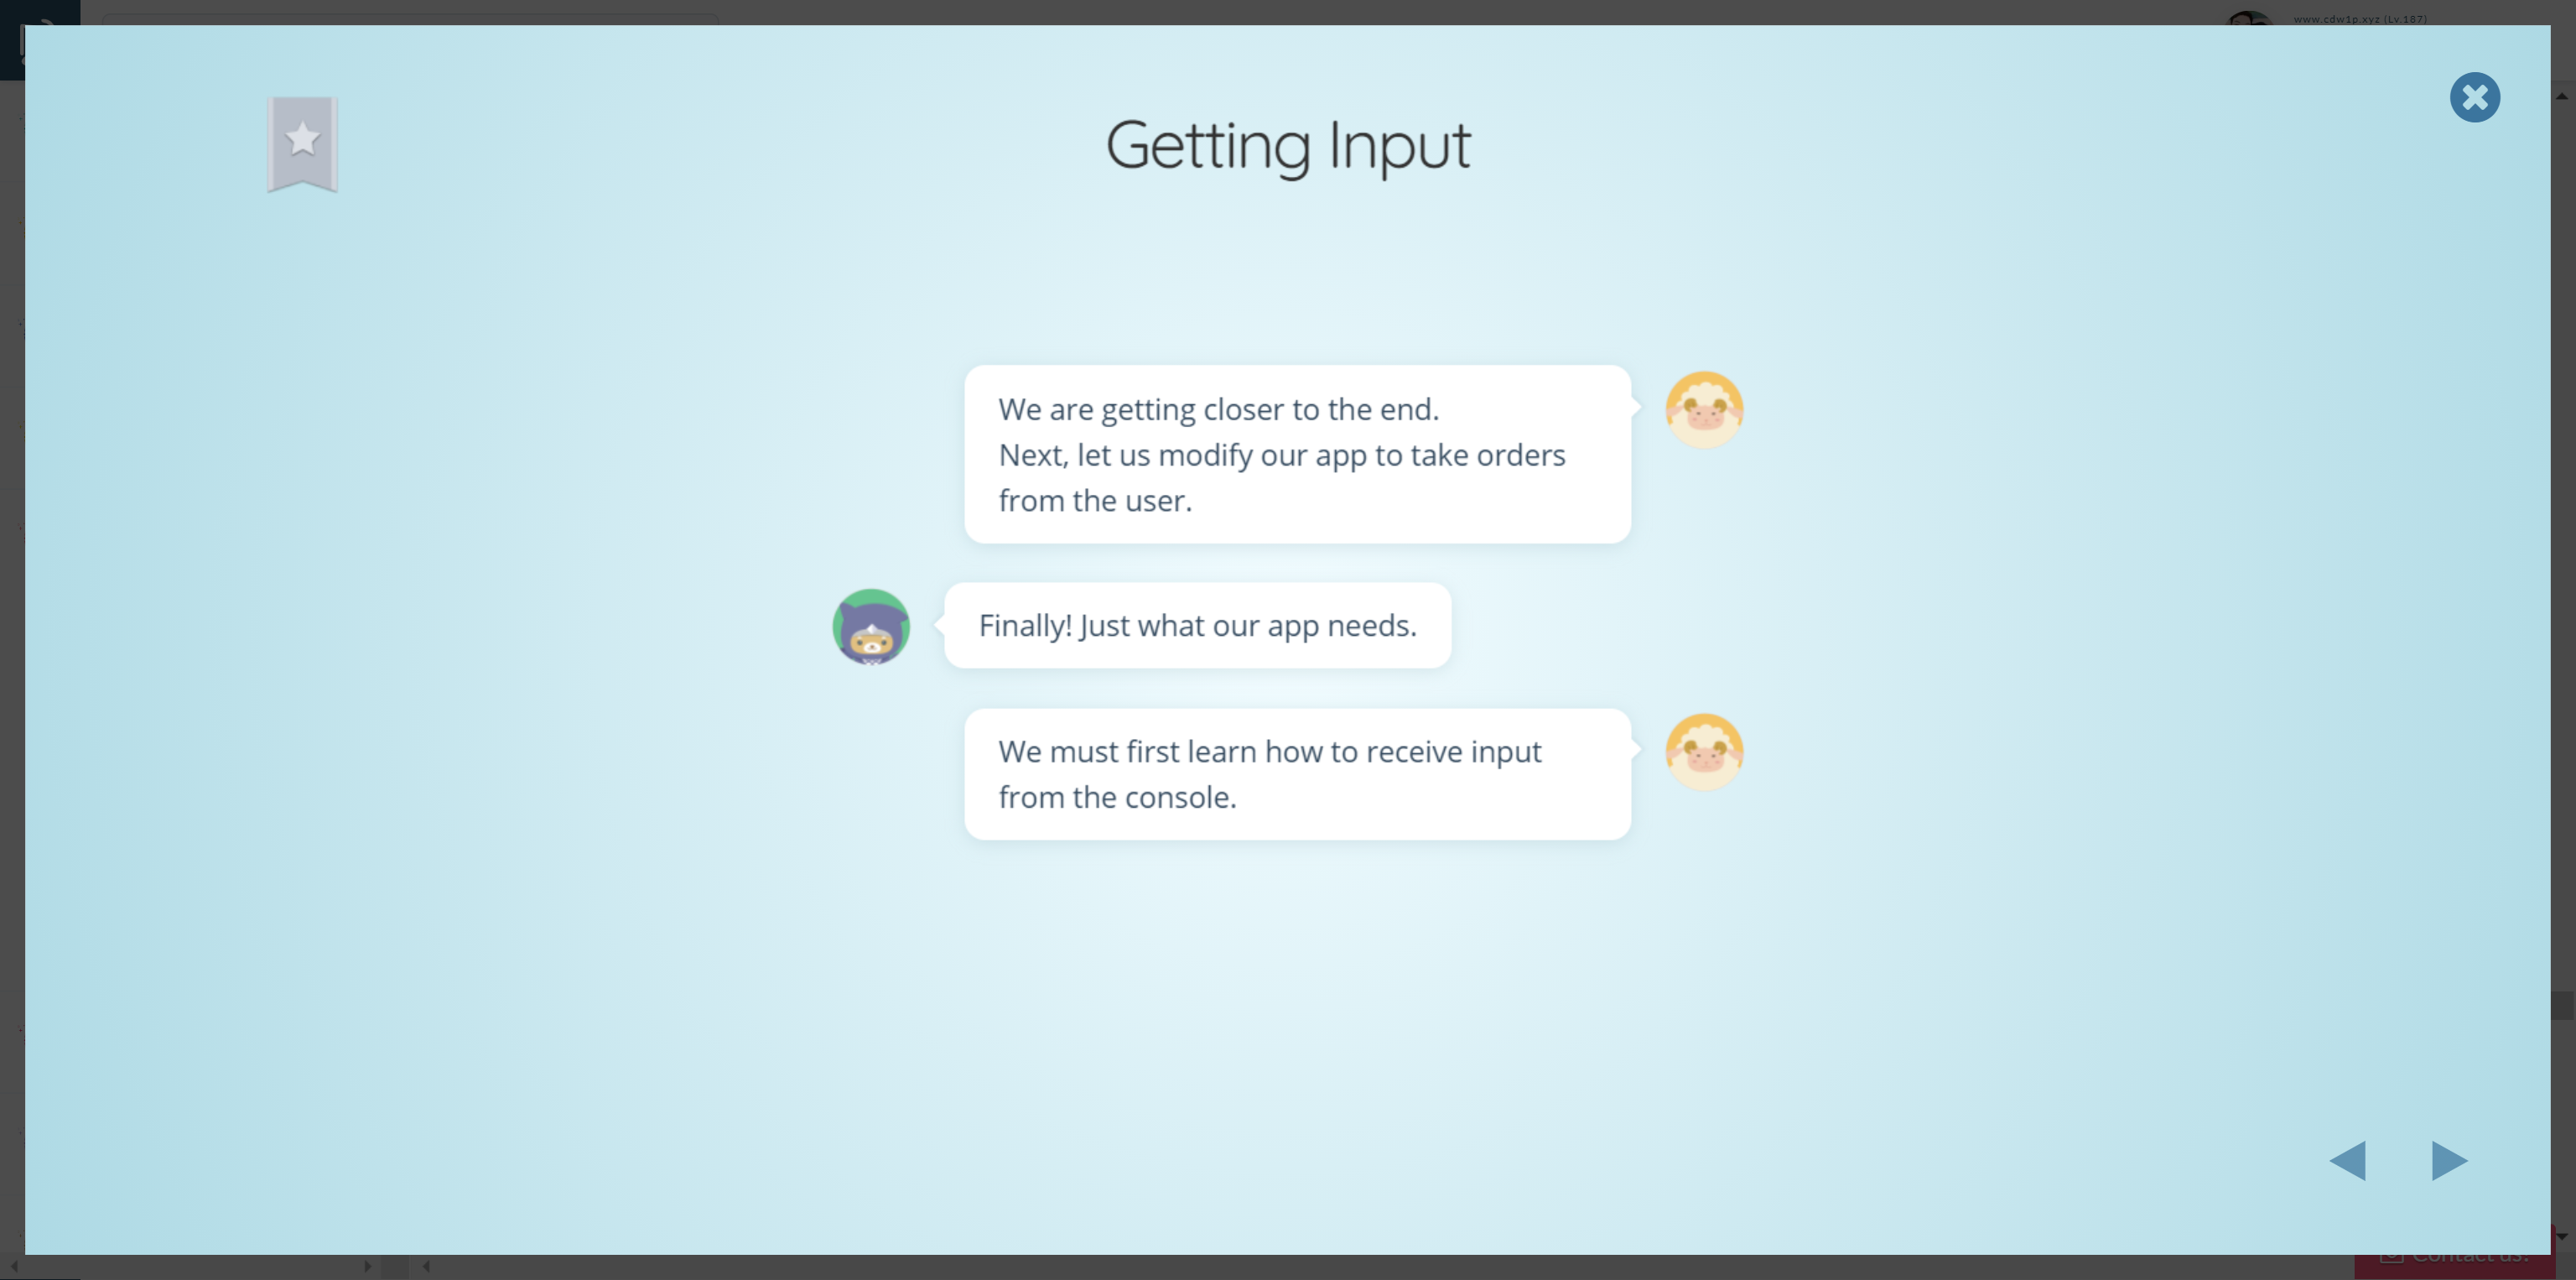 www.cdw1p.xyz (Lv.187)
Getting Input
We are getting closer to the end.
Next, let us modify our app to take orders
from the user.
Finally! Just what our app needs.
We must first learn how to receive input
from the console.
Contact us!